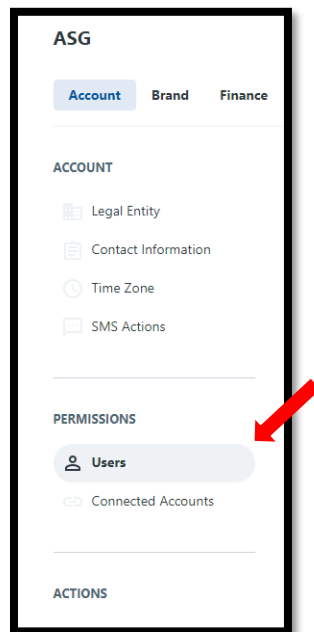 ASG
Account Brand Finance
ACCOUNT
Legal Entity
Contact Information
Time Zone
SMS Actions
PERMISSIONS
Users
Connected Accounts
ACTIONS